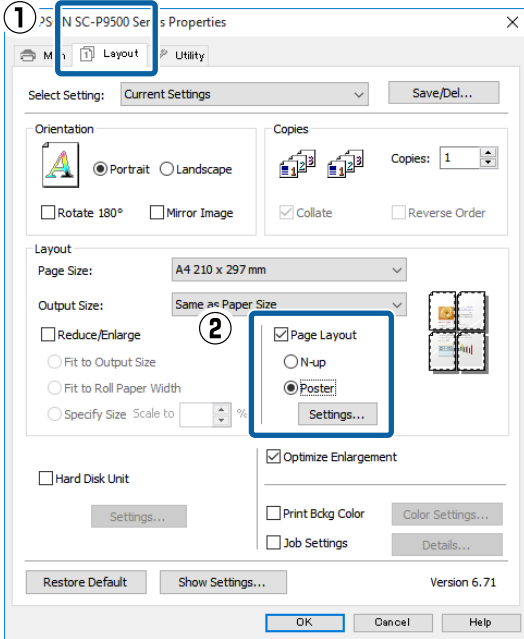 1
PS N SC-P9500 Ser s Properties
M n Layout Utility
Select Setting: Current Settings Save/Del...
Orientation Copies
Portrait Landscape Copies: 1
Rotate 180° Mirror Image Collate Reverse Order
Layout
Page Size: A4 210 x 297 mm
Output Size: Same as Paper Size
2
Reduce/Enlarge Page Layout
Fit to Output Size N-up
Fit to Roll Paper Width Poster
Specify Size Scale to % Settings...
Optimize Enlargement
Hard Disk Unit
Settings... Print Bckg Color Color Settings...
Job Settings Details...
Restore Default Show Settings... Version 6.71
OK Cancel Help